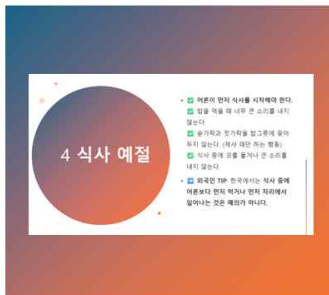 4 식사 예절
• ✅ 어른이 먼저 식사를 시작해야 한다.
✅ 밥을 먹을 때 너무 큰 소리를 내지
않는다.
✅ 숟가락과 젓가락을 밥그릇에 꽂아
두지 않는다. (제사 때만 하는 행동)
✅ 식사 중에 코를 풀거나 큰 소리를
내지 않는다.
• ➡️ 외국인 TIP: 한국에서는 식사 중에
어른보다 먼저 먹거나 먼저 자리에서
일어나는 것은 예의가 아니다.